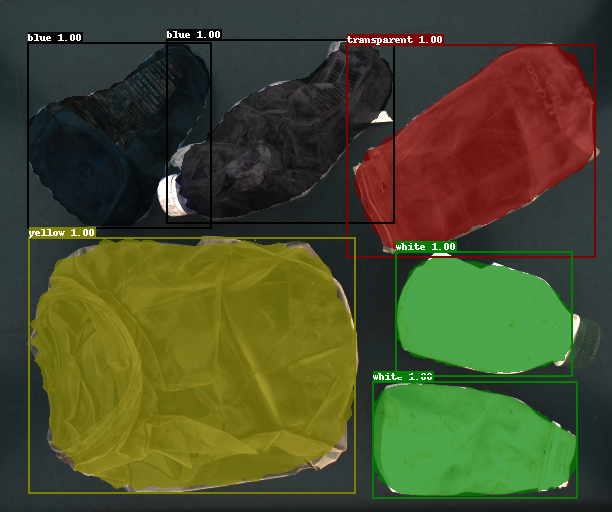 blue 1.00
blue 1.00
transparent 1.00
yellow 1.00
white 1.00
white 1.00